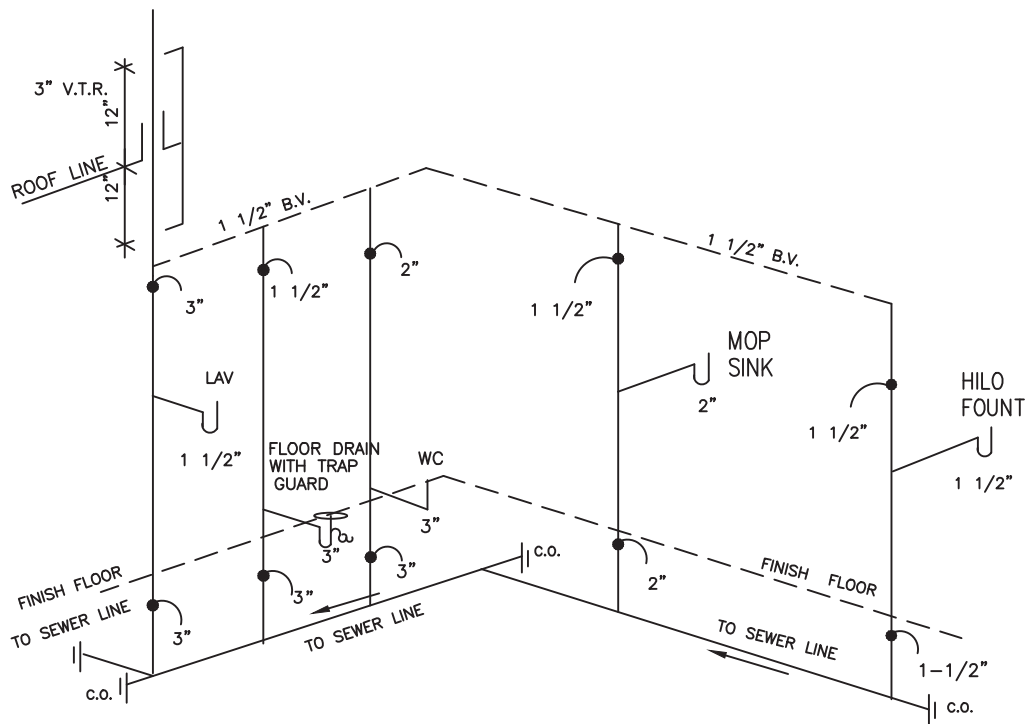 3" V.T.R.
12"
ROOF LINE
12"
1 1/2" B.V.
1 1/2" B.V.
3"
1 1/2"
2"
1 1/2"
1 1/2"
LAV
1 1/2"
MOP
SINK
2"
HILO
FOUNT
1 1/2"
FLOOR DRAIN
WITH TRAP
GUARD
3"
WC
3"
FINISH FLOOR
TO SEWER LINE
3"
3"
3"
C.O.
TO SEWER LINE
C.O.
2"
FINISH FLOOR
TO SEWER LINE
1-1/2"
C.O.